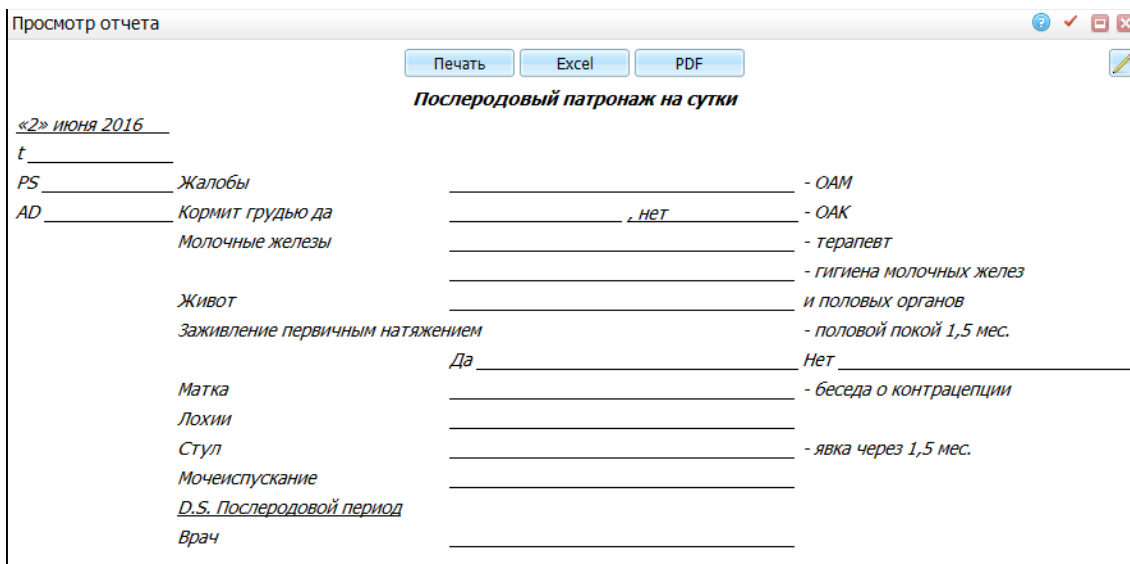 Просмотр отчета
Печать Excel PDF
Послеродовый патронаж на сутки
«2» июня 2016
t
PS Жалобы - ОАМ
AD Кормит грудью да , нет - ОАК
Молочные железы - терапевт
- гигиена молочных желез
Живот и половых органов
Заживление первичным натяжением - половой покой 1,5 мес.
Да Нет
Матка - беседа о контрацепции
Лохии
Стул - явка через 1,5 мес.
Мочеиспускание
D.S. Послеродовой период
Врач